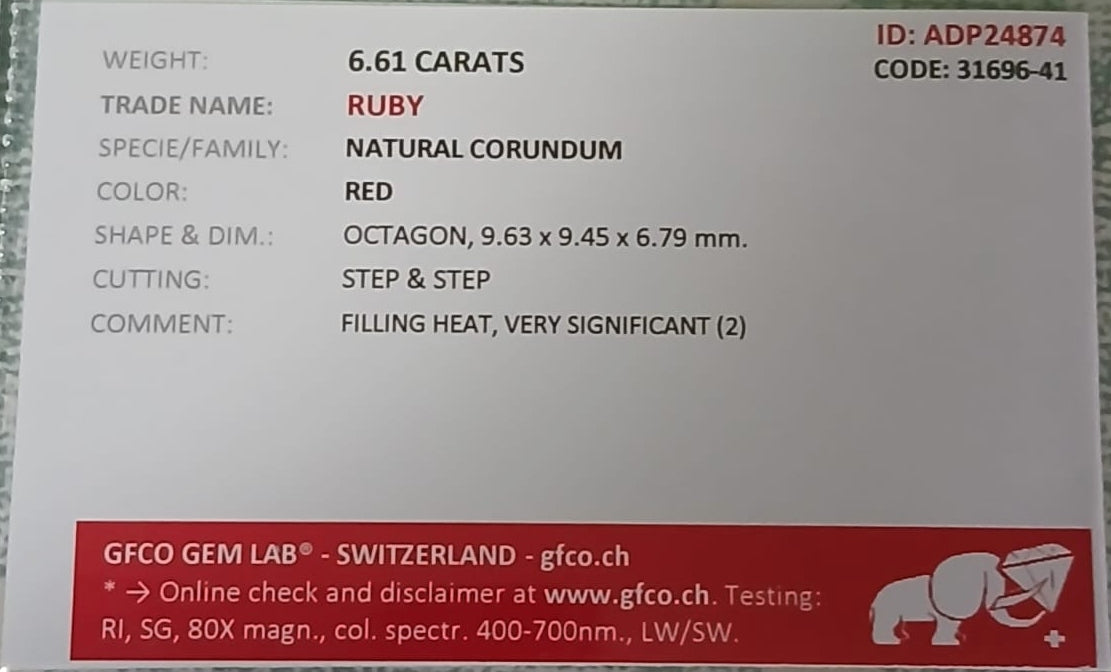 ID: ADP24874
CODE: 31696-41
WEIGHT: 6.61 CARATS
TRADE NAME: RUBY
SPECIE/FAMILY: NATURAL CORUNDUM
COLOR: RED
SHAPE & DIM.: OCTAGON, 9.63 x 9.45 x 6.79 mm.
CUTTING: STEP & STEP
COMMENT: FILLING HEAT, VERY SIGNIFICANT (2)
GFCO GEM LAB® - SWITZERLAND - gfco.ch
* → Online check and disclaimer at www.gfco.ch. Testing:
RI, SG, 80X magn., col. spectr. 400-700nm., LW/SW.